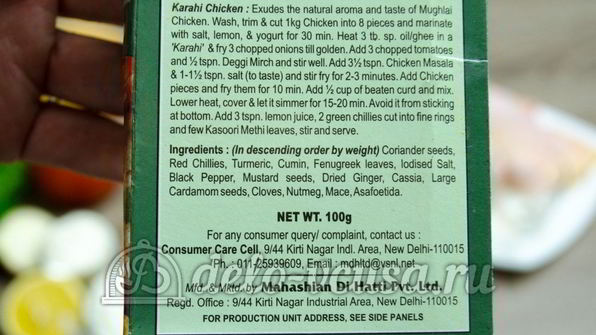 Karahi Chicken : Exudes the natural aroma and taste of Mughlai
Chicken. Wash, trim & cut 1kg Chicken into 8 pieces and marinate
with salt, lemon, & yogurt for 30 min. Heat 3 tb. sp. oil/ghee in a
'Karahi' & fry 3 chopped onions till golden. Add 3 chopped tomatoes
and ½ tspn. Deggi Mirch and stir well. Add 3½ tspn. Chicken Masala
& 1-1½ tspn. salt (to taste) and stir fry for 2-3 minutes. Add Chicken
pieces and fry them for 10 min. Add ½ cup of beaten curd and mix.
Lower heat, cover & let it simmer for 15-20 min. Avoid it from sticking
at bottom. Add 3 tspn. lemon juice, 2 green chillies cut into fine rings
and few Kasoori Methi leaves, stir and serve.
Ingredients : (In descending order by weight) Coriander seeds,
Red Chillies, Turmeric, Cumin, Fenugreek leaves, Iodised Salt,
Black Pepper, Mustard seeds, Dried Ginger, Cassia, Large
Cardamom seeds, Cloves, Nutmeg, Mace, Asafoetida.
NET WT. 100g
For any consumer query/ complaint, contact us :
Consumer Care Cell, 9/44 Kirti Nagar Indl. Area, New Delhi-110015
Ph. : 011-25939609, Email : mdhltd@vsnl.net
Mfd. & Mktd. by Mahashian Di Hatti Pvt. Ltd.
Regd. Office : 9/44 Kirti Nagar Industrial Area, New Delhi-110015
FOR PRODUCTION UNIT ADDRESS, SEE SIDE PANELS